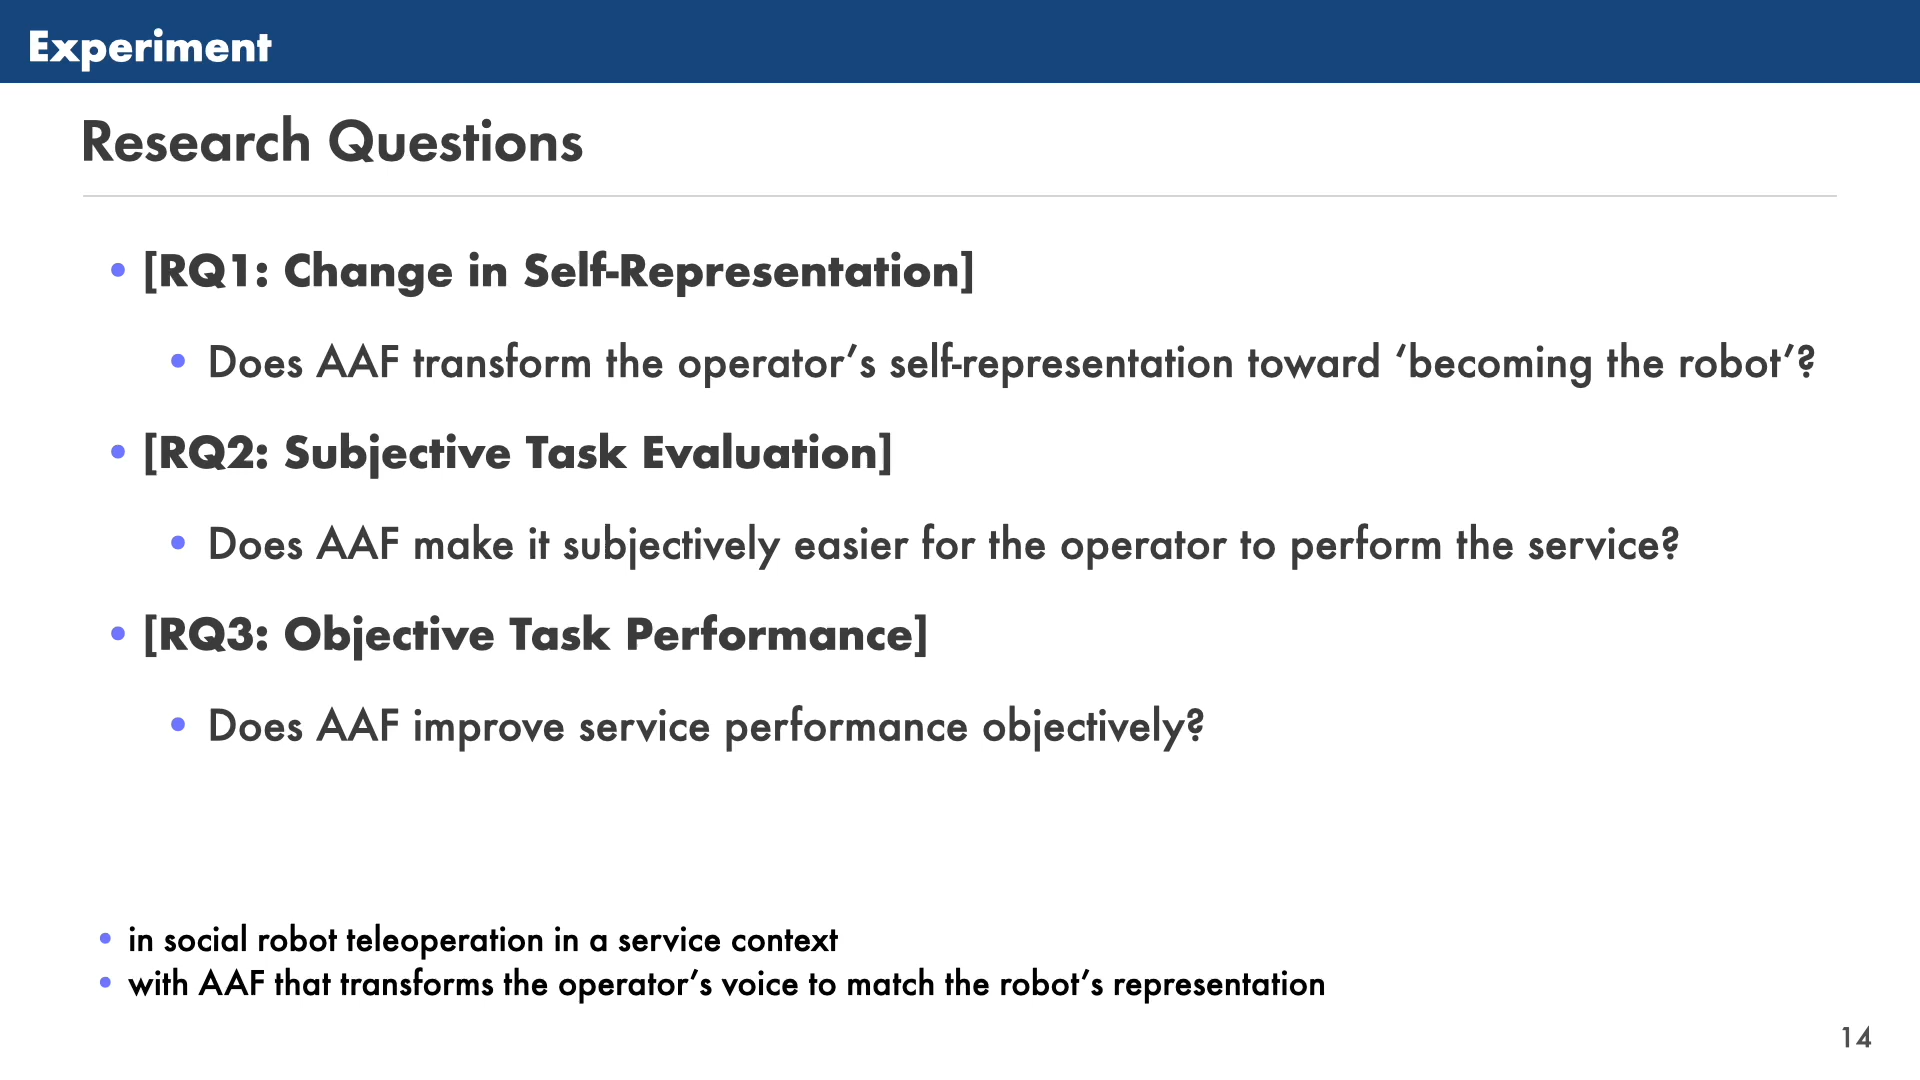 Experiment
Research Questions
• [RQ1: Change in Self-Representation]
• Does AAF transform the operator’s self-representation toward ‘becoming the robot’?
• [RQ2: Subjective Task Evaluation]
• Does AAF make it subjectively easier for the operator to perform the service?
• [RQ3: Objective Task Performance]
• Does AAF improve service performance objectively?
• in social robot teleoperation in a service context
• with AAF that transforms the operator’s voice to match the robot’s representation
14